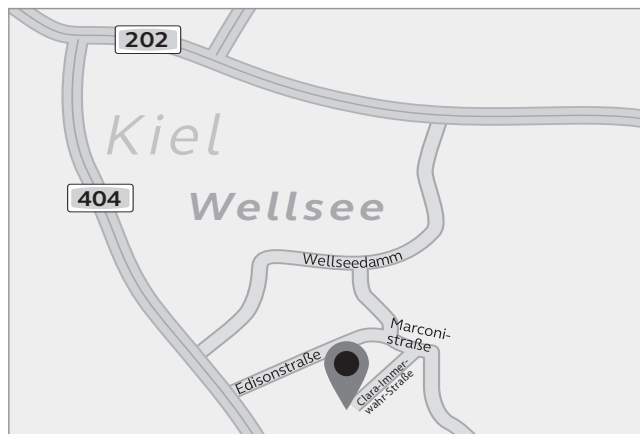 202
Kiel
404
Wellsee
Wellseedamm
Marconi-
straße
Edisonstraße
Clara-Immer-
wahr-Straße